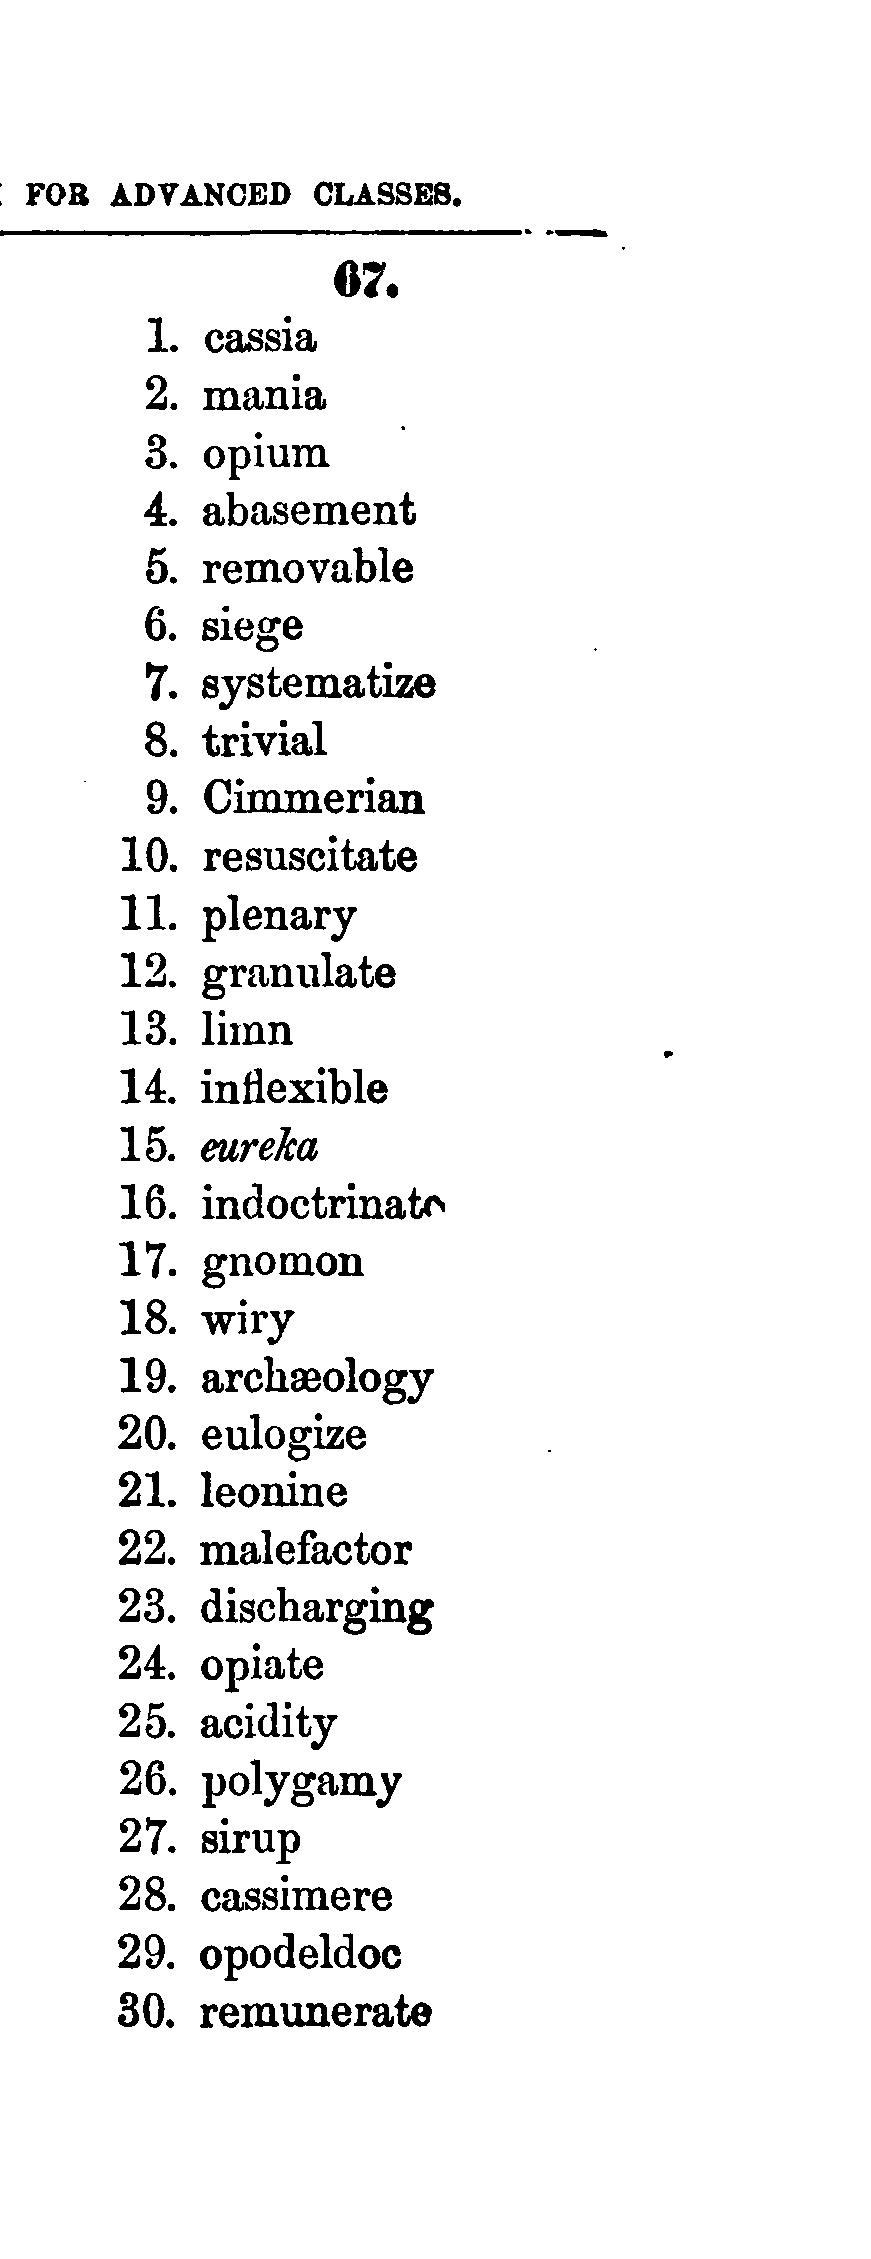 FOR ADVANCED CLASSES.
67.
1. cassia
2. mania
3. opium
4. abasement
5. removable
6. siege
7. systematize
8. trivial
9. Cimmerian
10. resuscitate
11. plenary
12. granulate
13. limn
14. inflexible
15. eureka
16. indoctrinate
17. gnomon
18. wiry
19. archæology
20. eulogize
21. leonine
22. malefactor
23. discharging
24. opiate
25. acidity
26. polygamy
27. sirup
28. cassimere
29. opodeldoc
30. remunerate